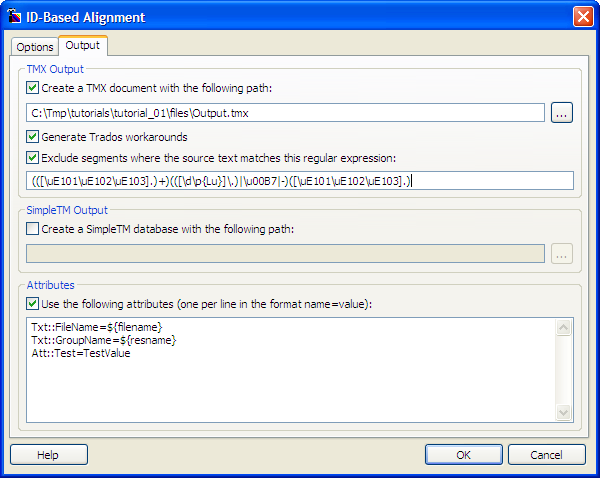 ID-Based Alignment
Options Output
TMX Output
Create a TMX document with the following path:
C:\Tmp\tutorials\tutorial_01\files\Output.tmx
...
Generate Trados workarounds
Exclude segments where the source text matches this regular expression:
(([\uE101\uE102\uE103].)+)(([\d\p{Lu}]\.)|\u00B7|-)([\uE101\uE102\uE103].)
SimpleTM Output
Create a SimpleTM database with the following path:
...
Attributes
Use the following attributes (one per line in the format name=value):
Txt::FileName=${filename}
Txt::GroupName=${resname}
Att::Test=TestValue
Help OK Cancel